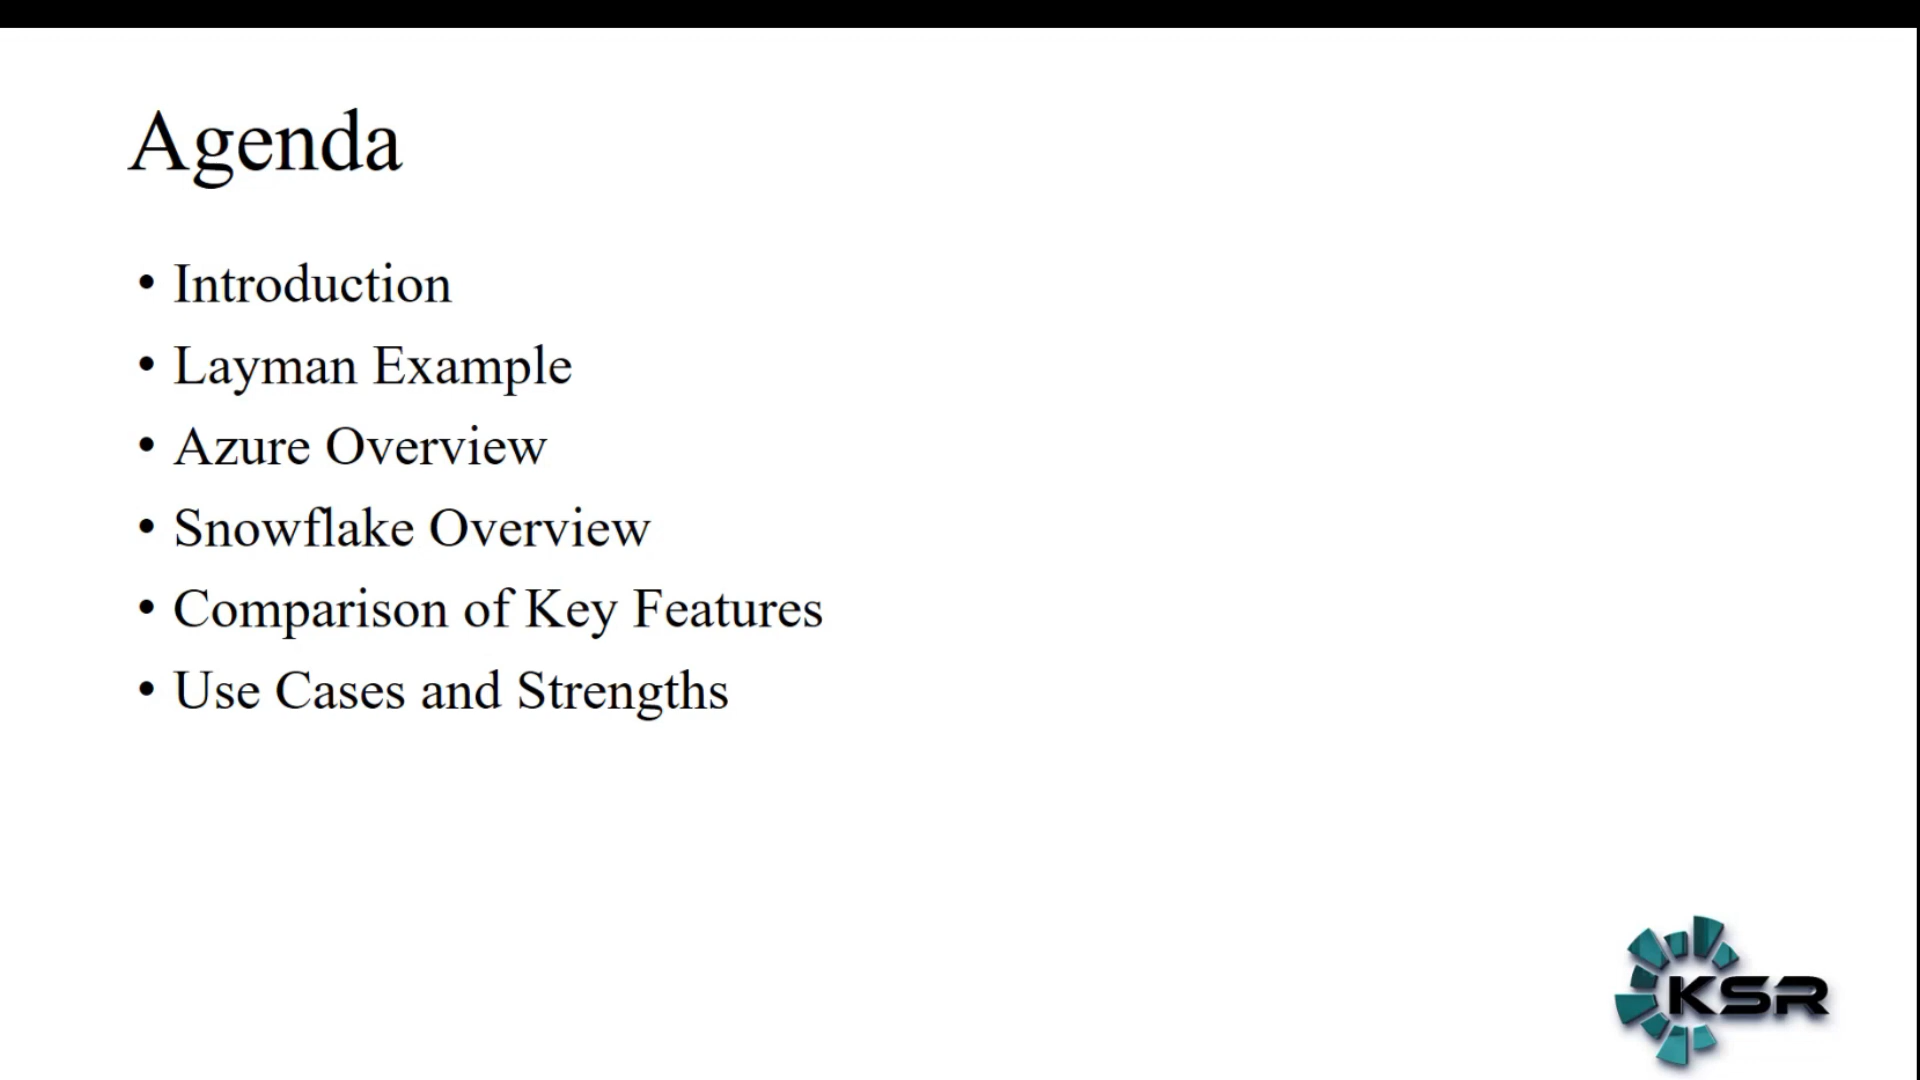 Agenda
• Introduction
• Layman Example
• Azure Overview
• Snowflake Overview
• Comparison of Key Features
• Use Cases and Strengths
KSR